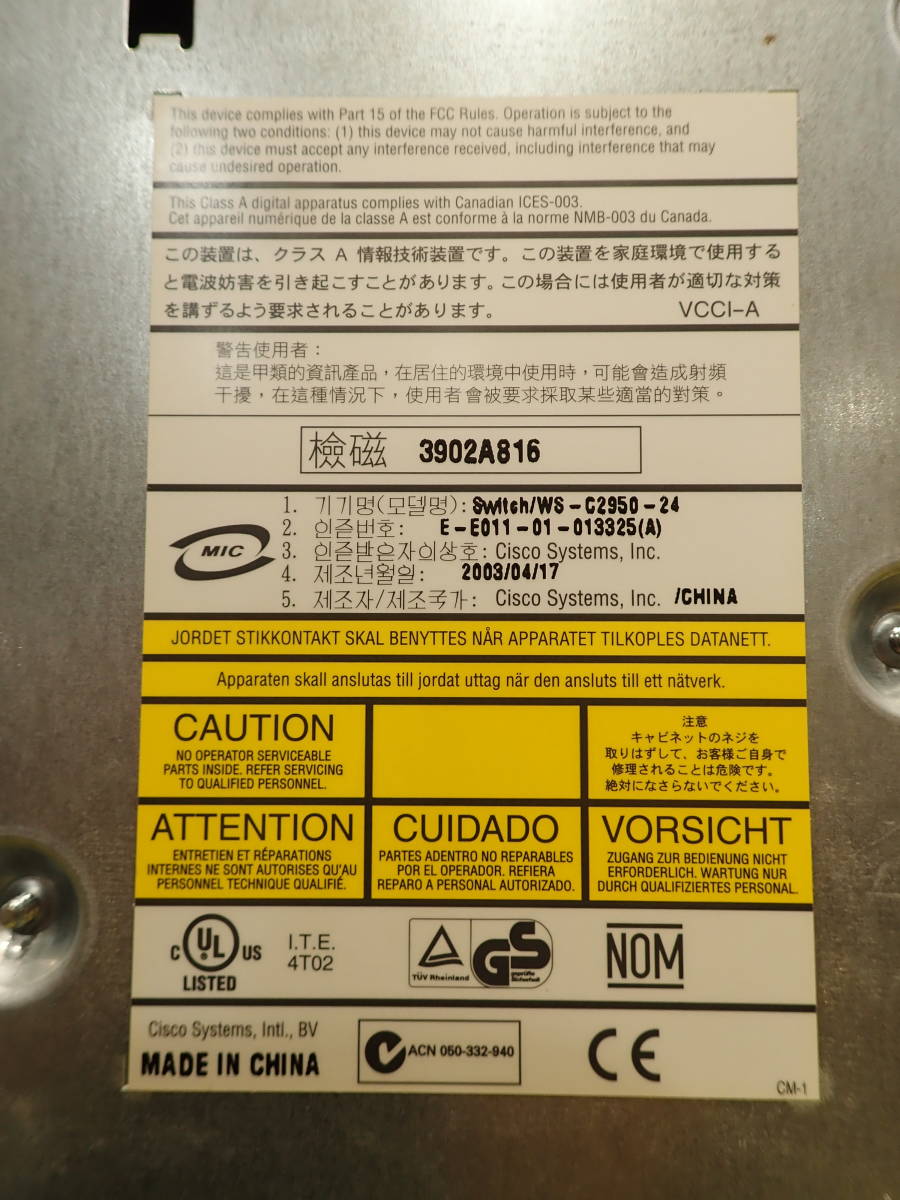 This device complies with Part 15 of the FCC Rules. Operation is subject to the
following two conditions: (1) this device may not cause harmful interference, and
(2) this device must accept any interference received, including interference that may
cause undesired operation.
This Class A digital apparatus complies with Canadian ICES-003.
Cet appareil numérique de la classe A est conforme à la norme NMB-003 du Canada.
この装置は、クラス A 情報技術装置です。この装置を家庭環境で使用する
と電波妨害を引き起こすことがあります。この場合には使用者が適切な対策
を講ずるよう要求されることがあります。 VCCI-A
警告使用者：
這是甲類的資訊產品，在居住的環境中使用時，可能會造成射頻
干擾，在這種情況下，使用者會被要求採取某些適當的對策。
檢磁 3902A816
MIC
1. 기기명(모델명): Switch/WS-C2950-24
2. 인증번호: E-E011-01-013325(A)
3. 인증받은자의상호: Cisco Systems, Inc.
4. 제조년월일: 2003/04/17
5. 제조자/제조국가: Cisco Systems, Inc. /CHINA
JORDET STIKKONTAKT SKAL BENYTTES NÅR APPARATET TILKOPLES DATANETT.
Apparaten skall anslutas till jordat uttag när den ansluts till ett nätverk.
CAUTION
NO OPERATOR SERVICEABLE
PARTS INSIDE. REFER SERVICING
TO QUALIFIED PERSONNEL.
注意
キャビネットのネジを
取りはずして、お客様ご自身で
修理されることは危険です。
絶対になさらないでください。
ATTENTION
ENTRETIEN ET RÉPARATIONS
INTERNES NE SONT AUTORISES QU'AU
PERSONNEL TECHNIQUE QUALIFIÉ.
CUIDADO
PARTES ADENTRO NO REPARABLES
POR EL OPERADOR. REFIERA
REPARO A PERSONAL AUTORIZADO.
VORSICHT
ZUGANG ZUR BEDIENUNG NICHT
ERFORDERLICH. WARTUNG NUR
DURCH QUALIFIZIERTES PERSONAL.
C UL US
LISTED
I.T.E.
4T02
TÜV Rheinland
GS
geprüfte
Sicherheit
NOM
Cisco Systems, Intl., BV
MADE IN CHINA
ACN 050-332-940
CE
CM-1